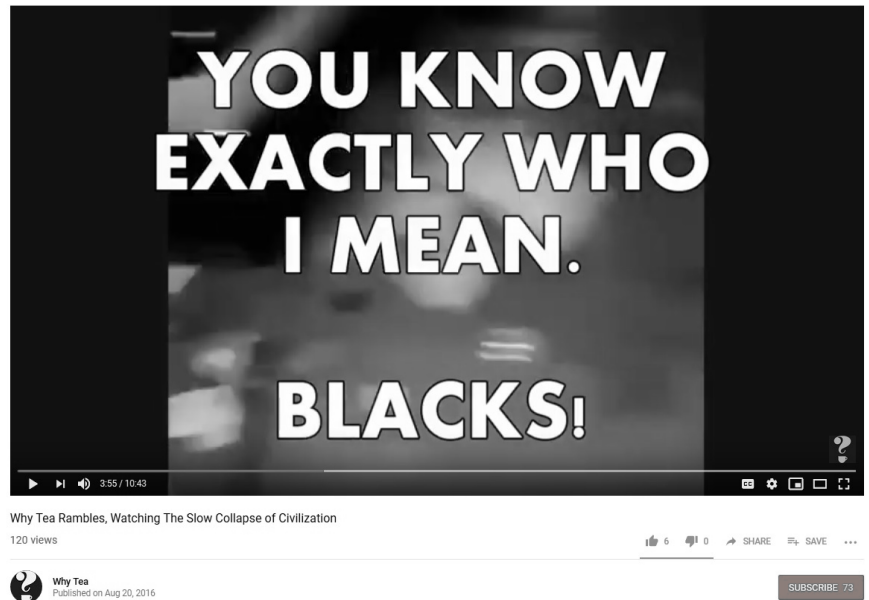 YOU KNOW
EXACTLY WHO
I MEAN.
BLACKS!
?
3:55 / 10:43
CC
Why Tea Rambles, Watching The Slow Collapse of Civilization
120 views
6
0
SHARE
SAVE
?
Why Tea
Published on Aug 20, 2016
SUBSCRIBE 73